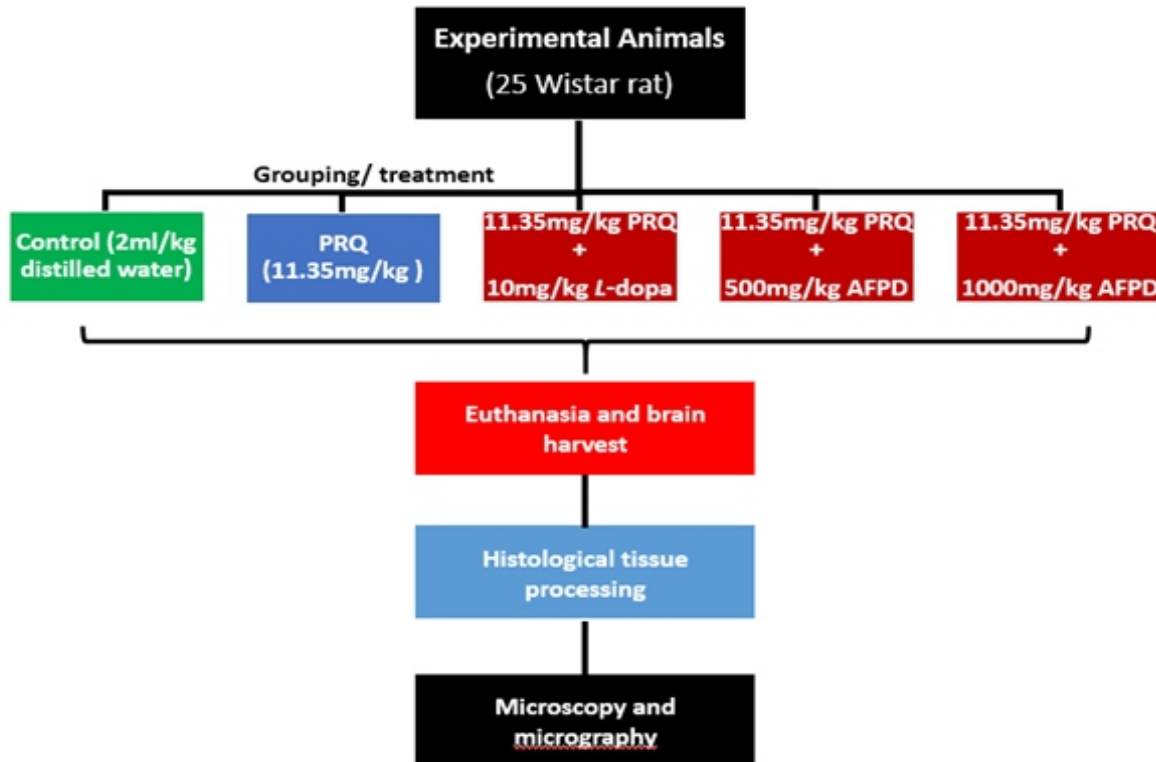 Experimental Animals
(25 Wistar rat)
Grouping/ treatment
Control (2ml/kg
distilled water)
PRQ
(11.35mg/kg )
11.35mg/kg PRQ
+
10mg/kg L-dopa
11.35mg/kg PRQ
+
500mg/kg AFPD
11.35mg/kg PRQ
+
1000mg/kg AFPD
Euthanasia and brain
harvest
Histological tissue
processing
Microscopy and
micrography